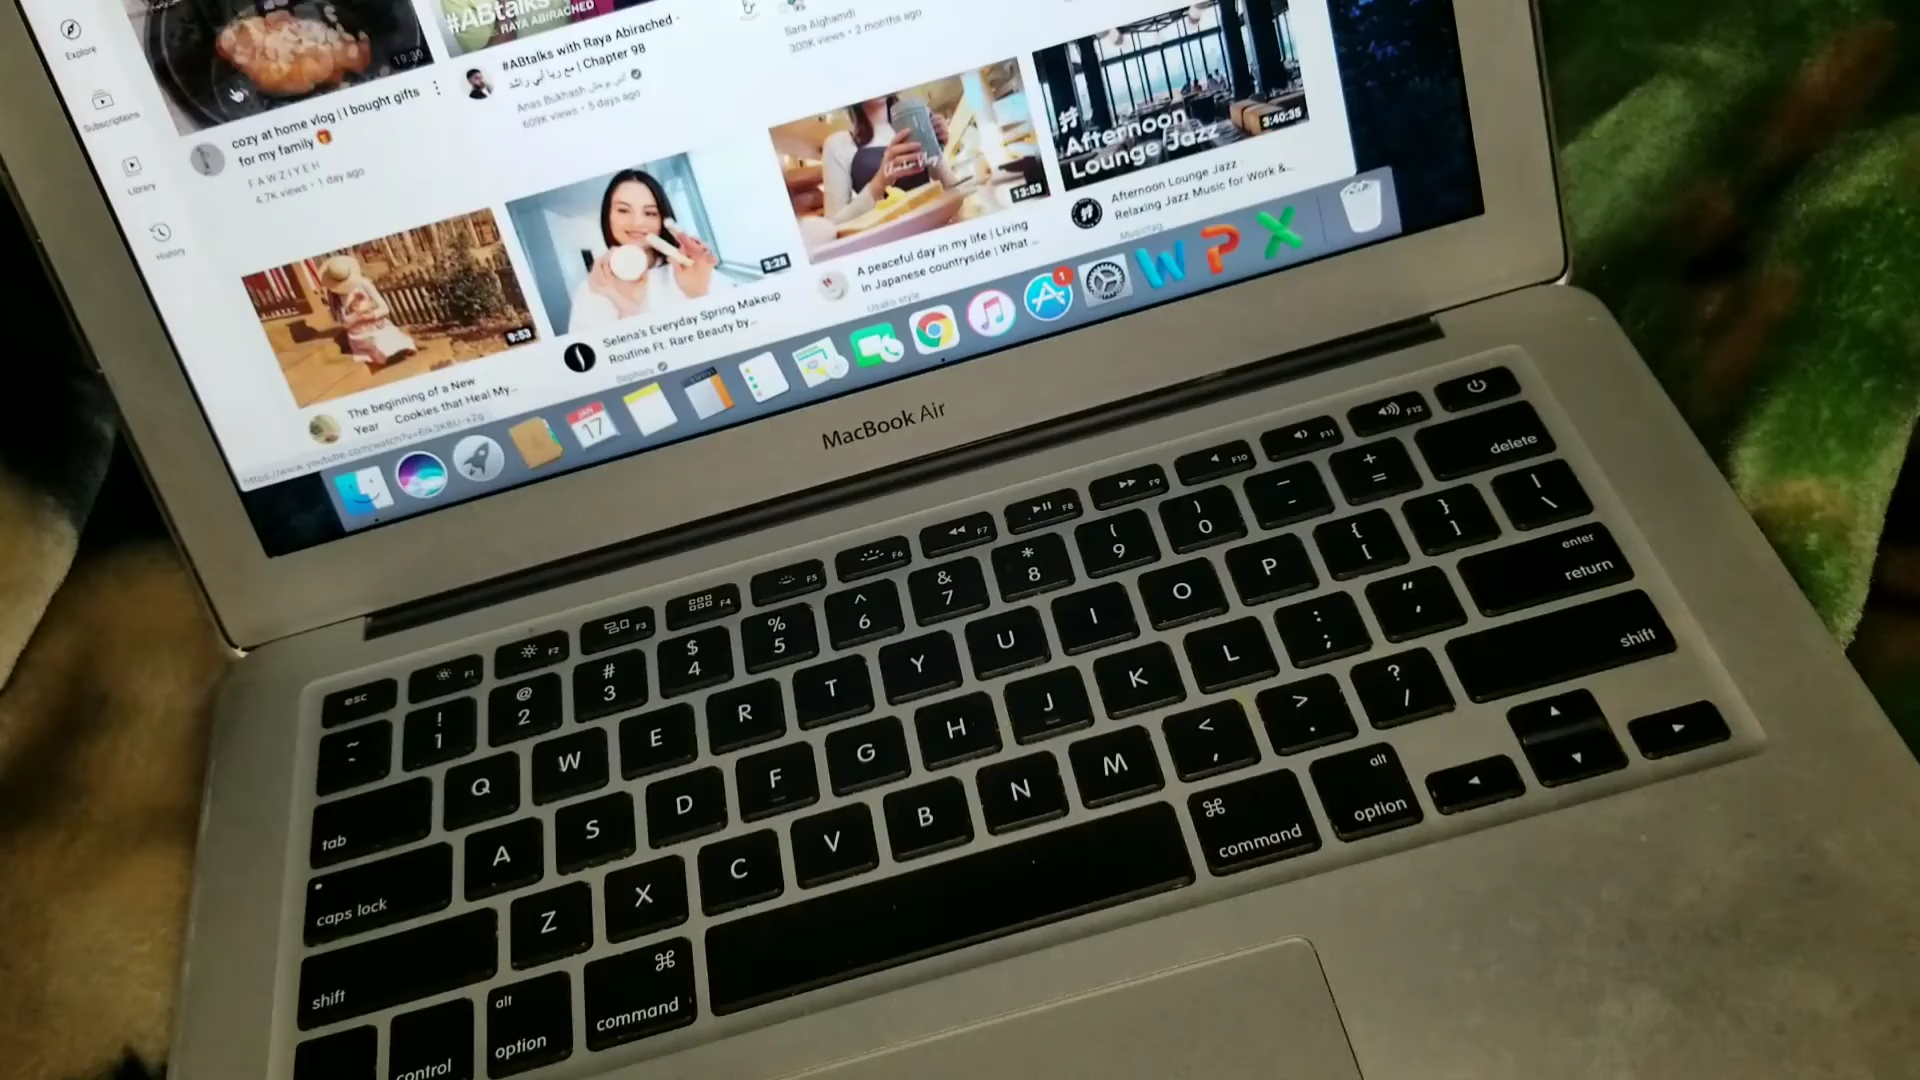 Explore
Subscriptions
Library
History
19:30
cozy at home vlog | I bought gifts
for my family
FAWZIYEH
4.7K views • 1 day ago
#ABtalks
RAYA ABIRACHED
#ABtalks with Raya Abirached -
مع ريا أبي راشد | Chapter 98
Anas Bukhash
609K views • 5 days ago
Sara Alghamdi
300K views • 2 months ago
9:53
The beginning of a New
Year Cookies that Heal My...
3:28
Selena's Everyday Spring Makeup
Routine Ft. Rare Beauty by...
Sephora
13:53
A peaceful day in my life | Living
in Japanese countryside | What ...
Afternoon
Lounge Jazz
3:40:35
Afternoon Lounge Jazz -
Relaxing Jazz Music for Work &...
JAN
17
1
W P X
MacBook Air
esc F1 F2 F3 F4 F5 F6 F7 F8 F9 F10 F11 F12
~ ! @ # $ % ^ & * ( ) _ +
1 2 3 4 5 6 7 8 9 0 - = delete
tab Q W E R T Y U I O P { [ } ] | \
caps lock A S D F G H J K L : ; " ' enter return
shift Z X C V B N M < , > . ? / shift
control alt option ⌘ command ⌘ command alt option